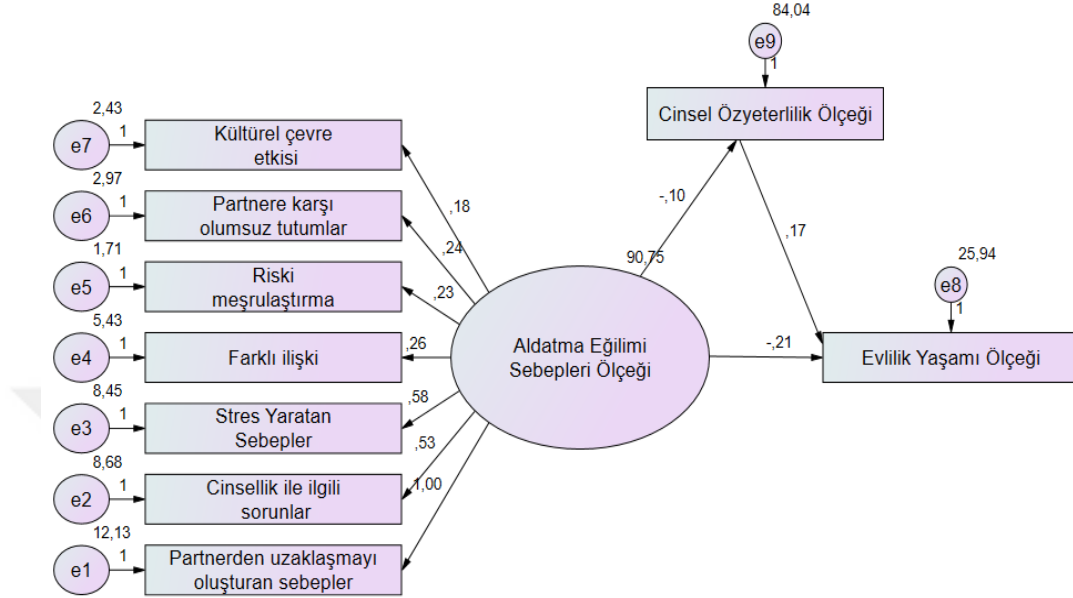 84,04
e9
1
Cinsel Özyeterlilik Ölçeği
2,43
e7
1
Kültürel çevre
etkisi
2,97
e6
1
Partnere karşı
olumsuz tutumlar
1,71
e5
1
Riski
meşrulaştırma
5,43
e4
1
Farklı ilişki
8,45
e3
1
Stres Yaratan
Sebepler
8,68
e2
1
Cinsellik ile ilgili
sorunlar
12,13
e1
1
Partnerden uzaklaşmayı
oluşturan sebepler
,18
,24
,23
,26
,58
,53
1,00
90,75
Aldatma Eğilimi
Sebepleri Ölçeği
-,10
,17
-,21
25,94
e8
1
Evlilik Yaşamı Ölçeği